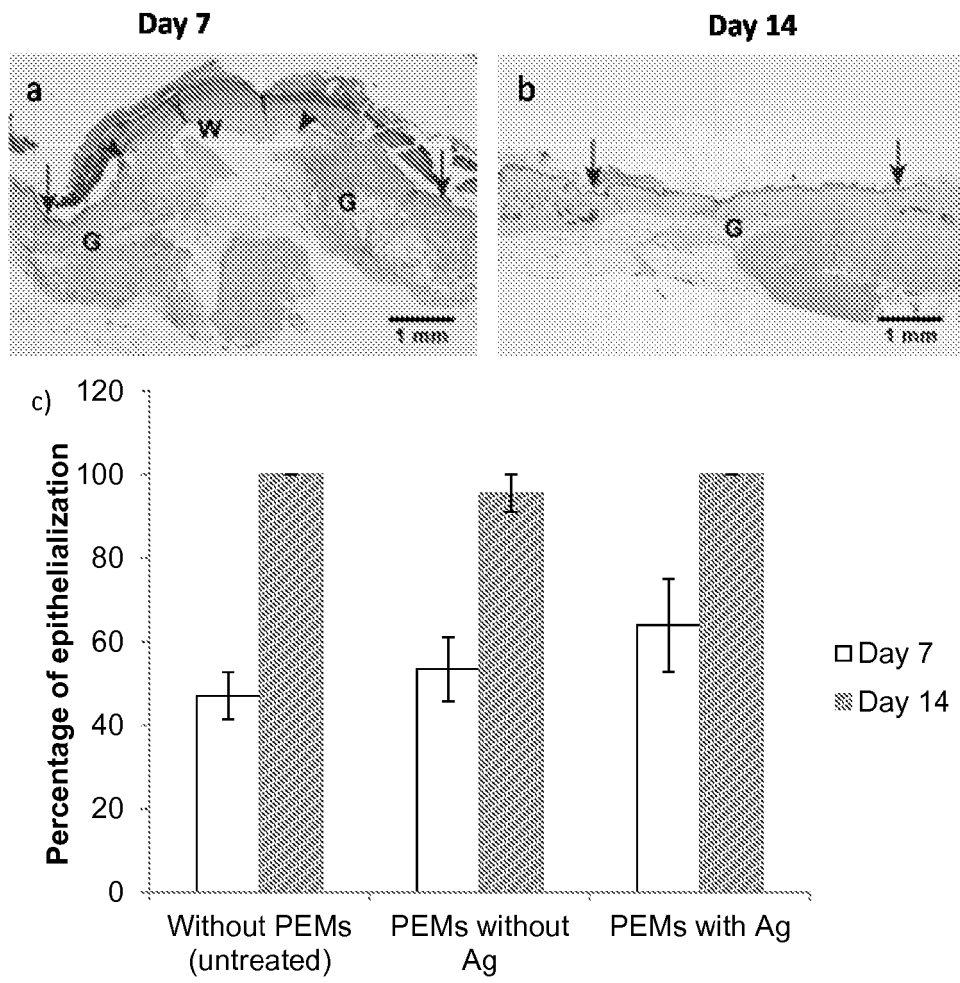 Day 7
Day 14
a
W
G
G
1 mm
b
G
1 mm
c)
Percentage of epithelialization
120
100
80
60
40
20
0
Without PEMs
(untreated)
PEMs without
Ag
PEMs with Ag
Day 7
Day 14